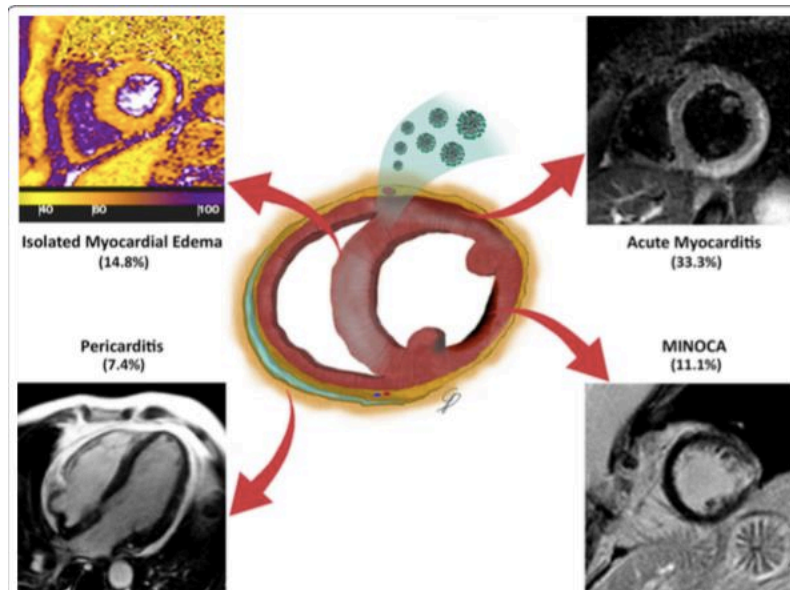 40
80
100
Isolated Myocardial Edema
(14.8%)
Acute Myocarditis
(33.3%)
Pericarditis
(7.4%)
MINOCA
(11.1%)